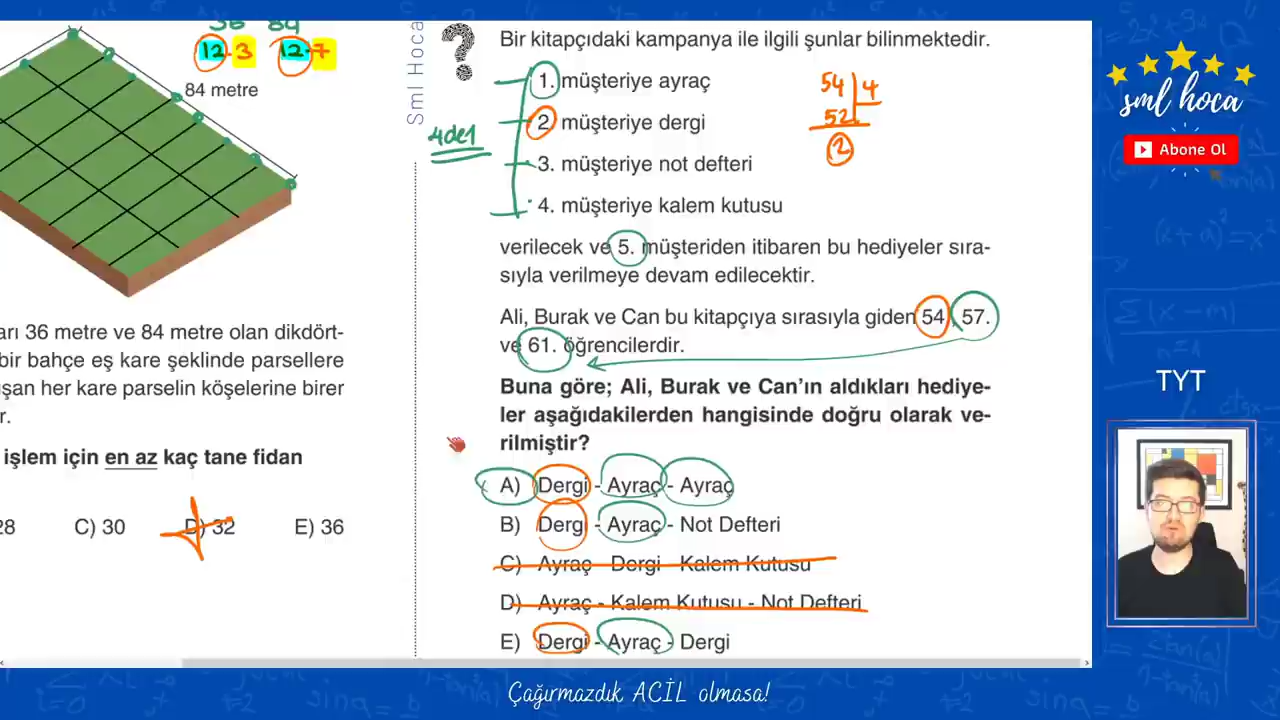 36 84
12.3 12.7
84 metre
arı 36 metre ve 84 metre olan dikdört-
bir bahçe eş kare şeklinde parsellere
şan her kare parselin köşelerine birer
r.
işlem için en az kaç tane fidan
28 C) 30 D) 32 E) 36
Sml Hoca
?
Bir kitapçıdaki kampanya ile ilgili şunlar bilinmektedir.
1. müşteriye ayraç
2 müşteriye dergi
3. müşteriye not defteri
4. müşteriye kalem kutusu
4 de 1
54 4
52
2
verilecek ve 5. müşteriden itibaren bu hediyeler sıra-
sıyla verilmeye devam edilecektir.
Ali, Burak ve Can bu kitapçıya sırasıyla giden 54, 57.
ve 61. öğrencilerdir.
Buna göre; Ali, Burak ve Can'ın aldıkları hediye-
ler aşağıdakilerden hangisinde doğru olarak ve-
rilmiştir?
A) Dergi - Ayraç - Ayraç
B) Dergi - Ayraç - Not Defteri
C) Ayraç - Dergi - Kalem Kutusu
D) Ayraç - Kalem Kutusu - Not Defteri
E) Dergi - Ayraç - Dergi
sml hoca
Abone Ol
TYT
Çağırmazdık ACİL olmasa!